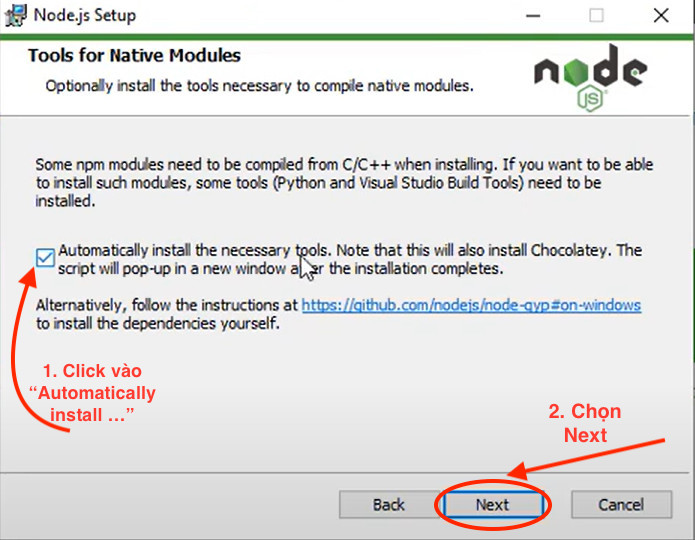 Node.js Setup
Tools for Native Modules
Optionally install the tools necessary to compile native modules.
node
JS
Some npm modules need to be compiled from C/C++ when installing. If you want to be able
to install such modules, some tools (Python and Visual Studio Build Tools) need to be
installed.
Automatically install the necessary tools. Note that this will also install Chocolatey. The
script will pop-up in a new window after the installation completes.
Alternatively, follow the instructions at https://github.com/nodejs/node-gyp#on-windows
to install the dependencies yourself.
1. Click vào
“Automatically
install ...”
2. Chọn
Next
Back
Next
Cancel